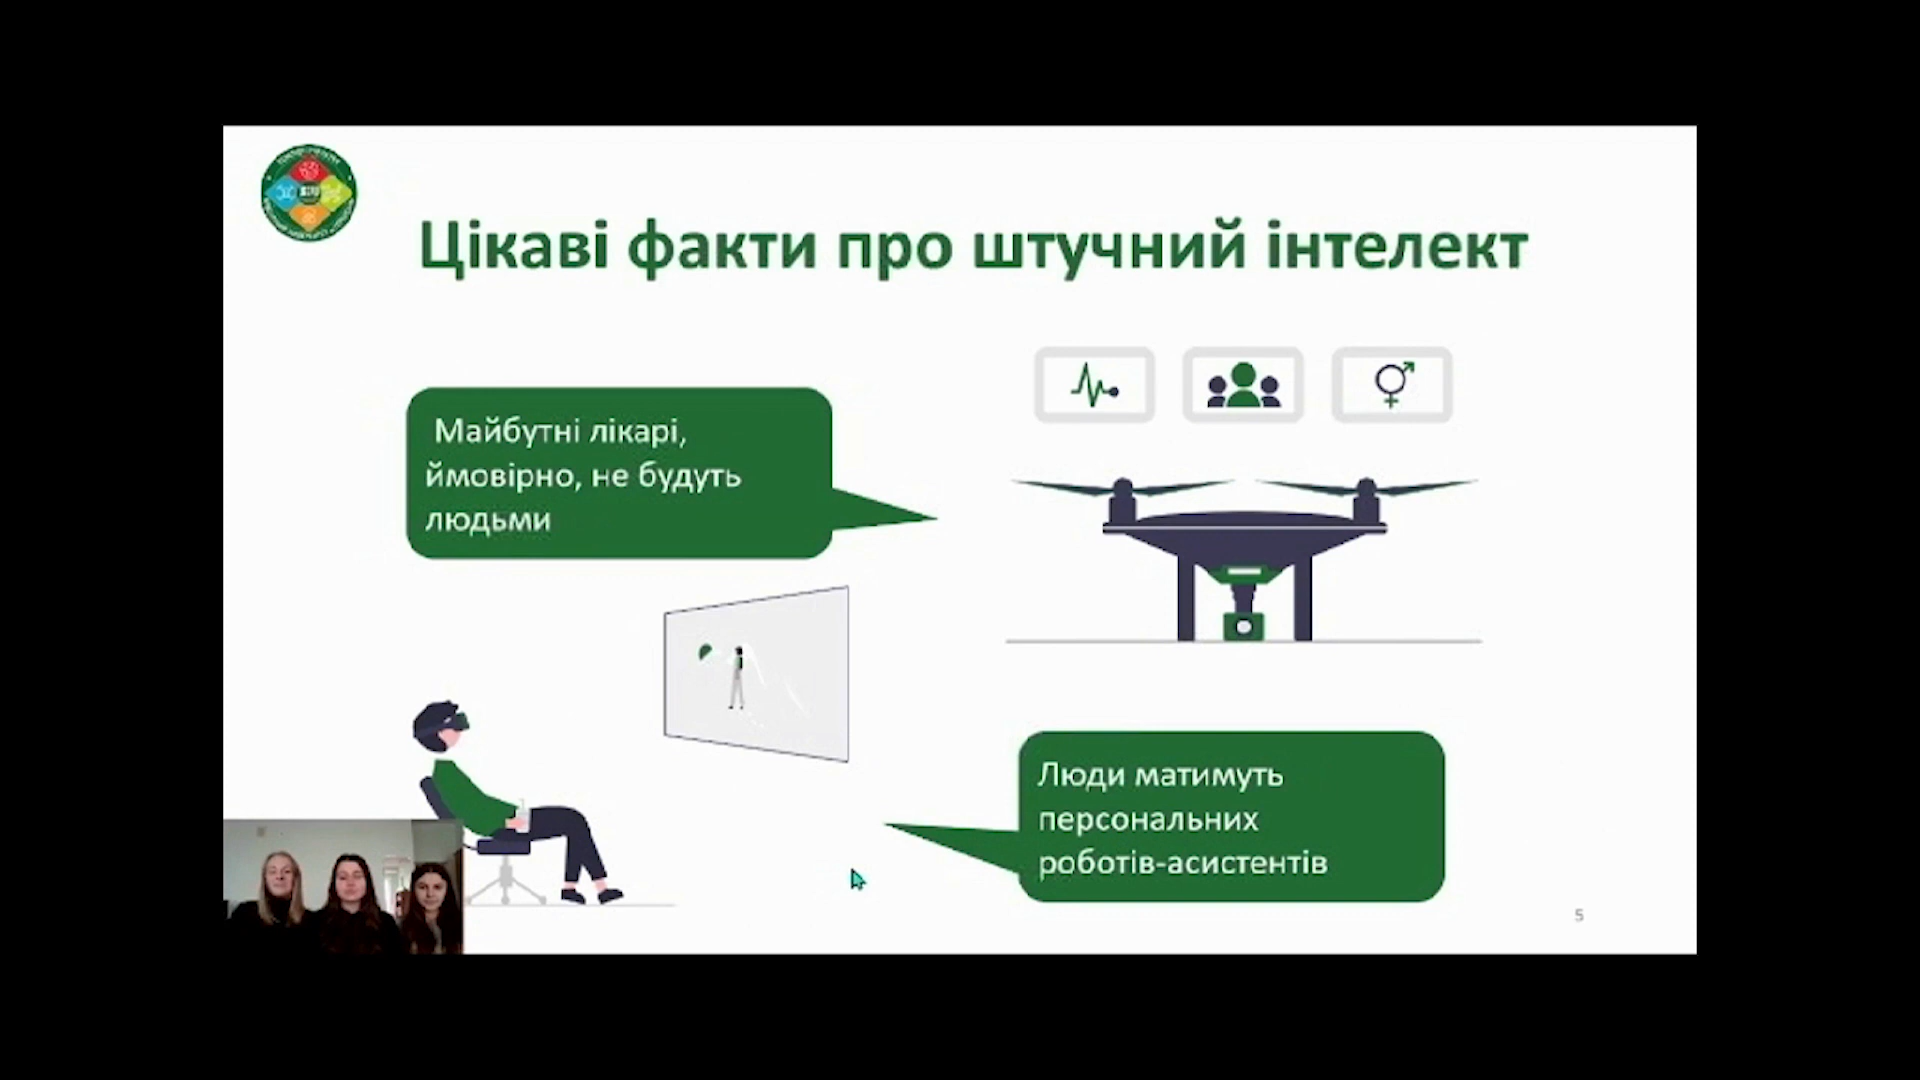 Цікаві факти про штучний інтелект
Майбутні лікарі,
ймовірно, не будуть
людьми
Люди матимуть
персональних
роботів-асистентів
5